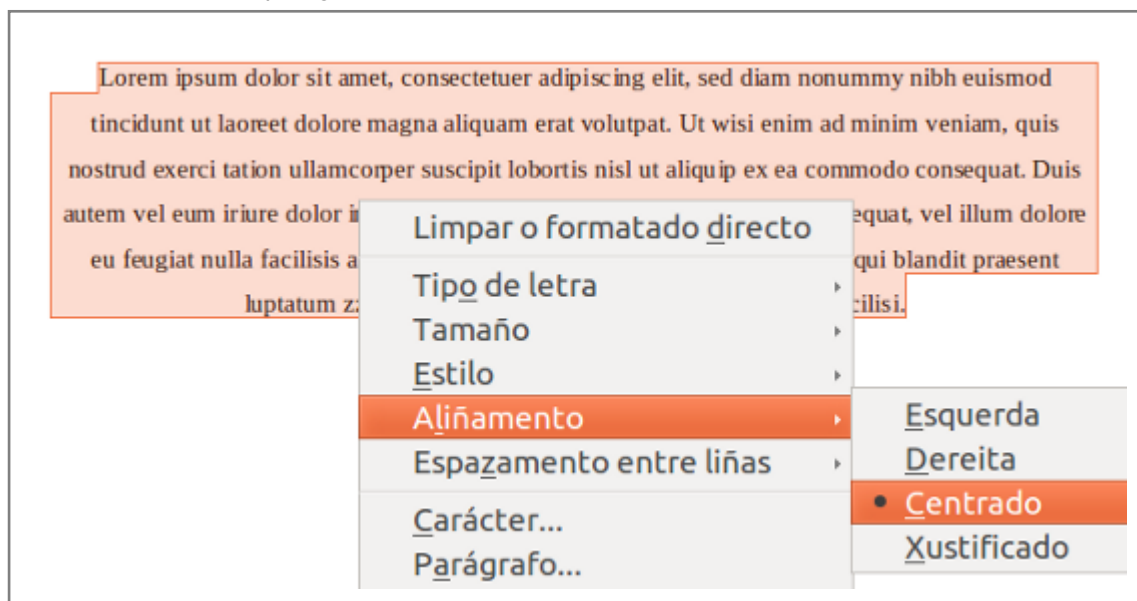 Lorem ipsum dolor sit amet, consectetuer adipiscing elit, sed diam nonummy nibh euismod
tincidunt ut laoreet dolore magna aliquam erat volutpat. Ut wisi enim ad minim veniam, quis
nostrud exerci tation ullamcorper suscipit lobortis nisl ut aliquip ex ea commodo consequat. Duis
autem vel eum iriure dolor equat, vel illum dolore
eu feugiat nulla facilisis qui blandit praesent
luptatum cilisi.
Limpar o formatado directo
Tipo de letra
Tamaño
Estilo
Aliñamento
Espazamento entre liñas
Carácter...
Parágrafo...
Esquerda
Dereita
Centrado
Xustificado